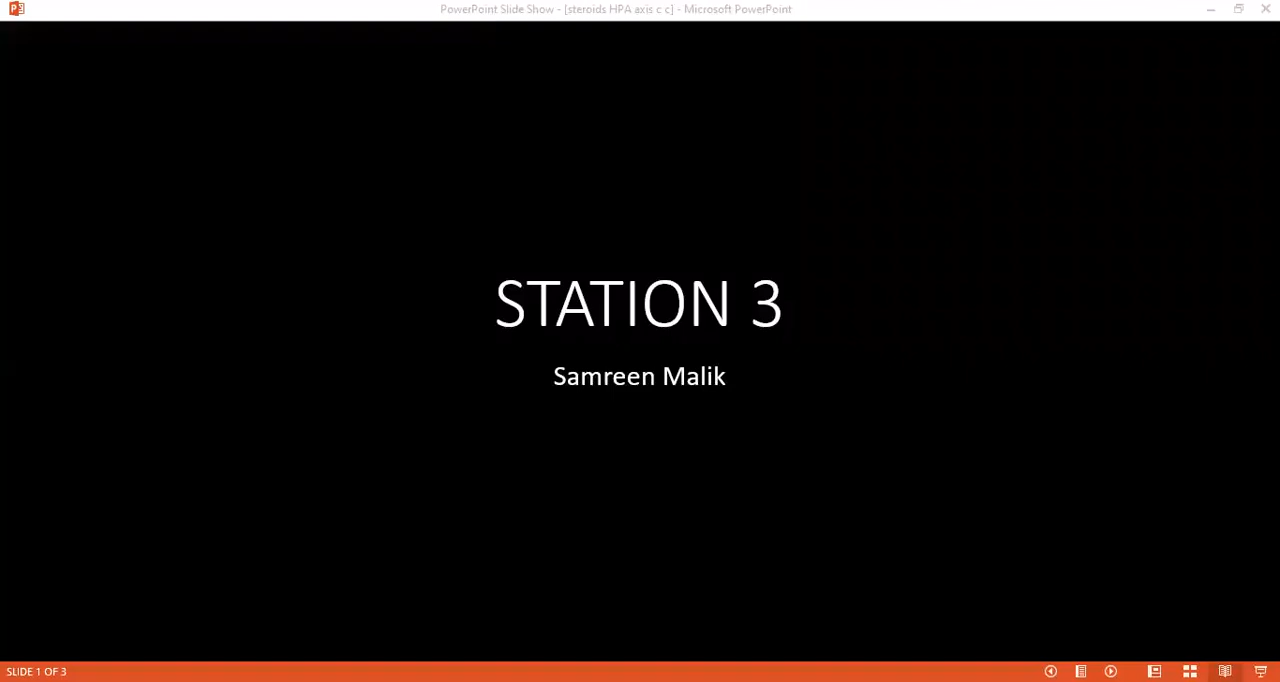 PowerPoint Slide Show - [steroids HPA axis c c] - Microsoft PowerPoint
STATION 3
Samreen Malik
SLIDE 1 OF 3